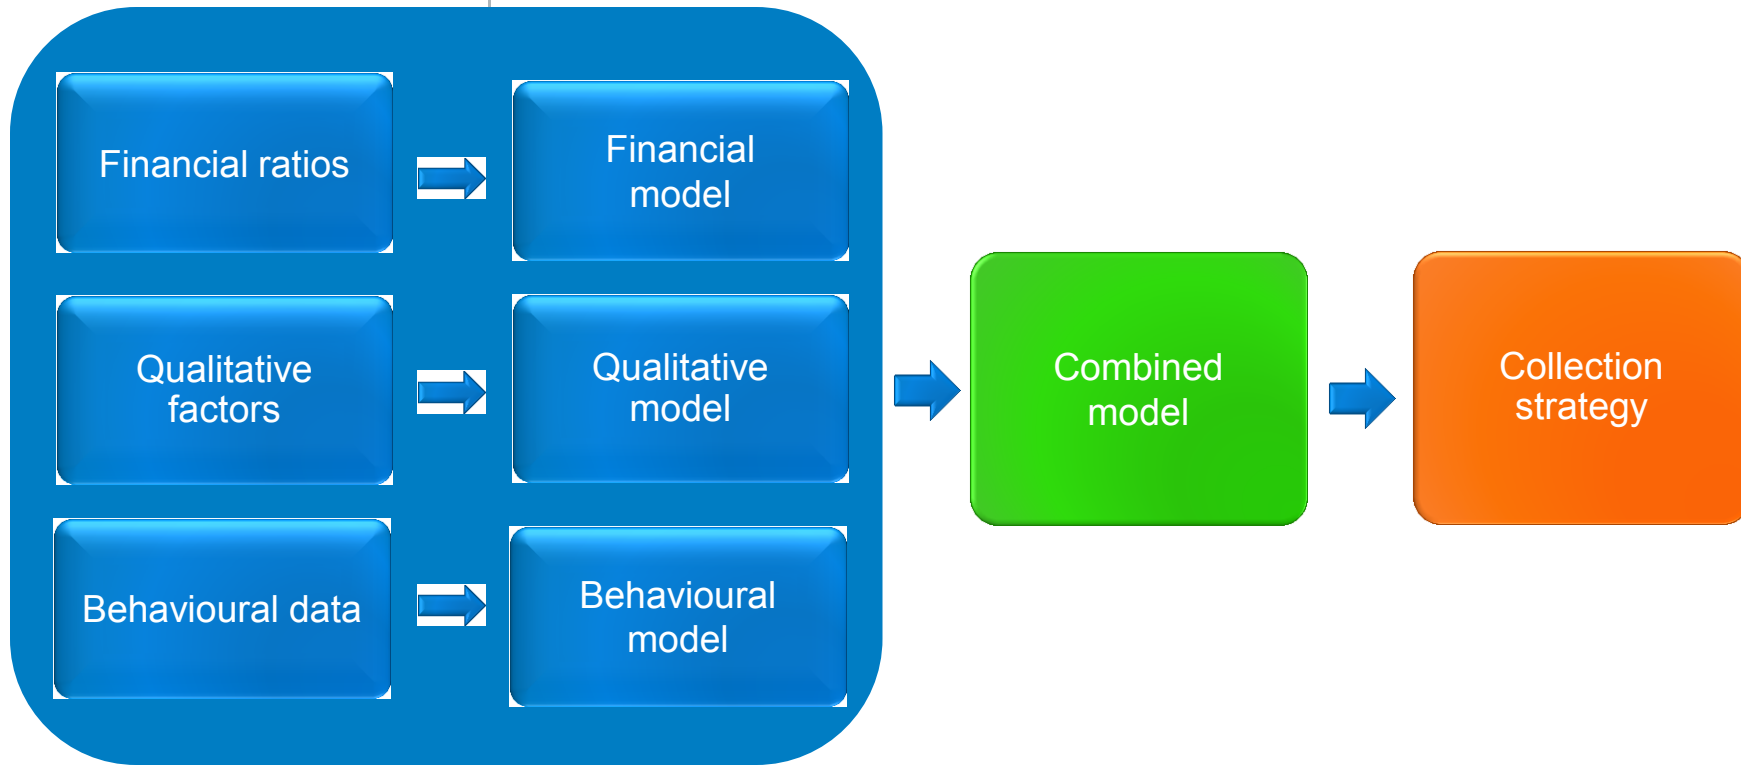 Financial ratios
Financial
model
Qualitative
factors
Qualitative
model
Behavioural data
Behavioural
model
Combined
model
Collection
strategy